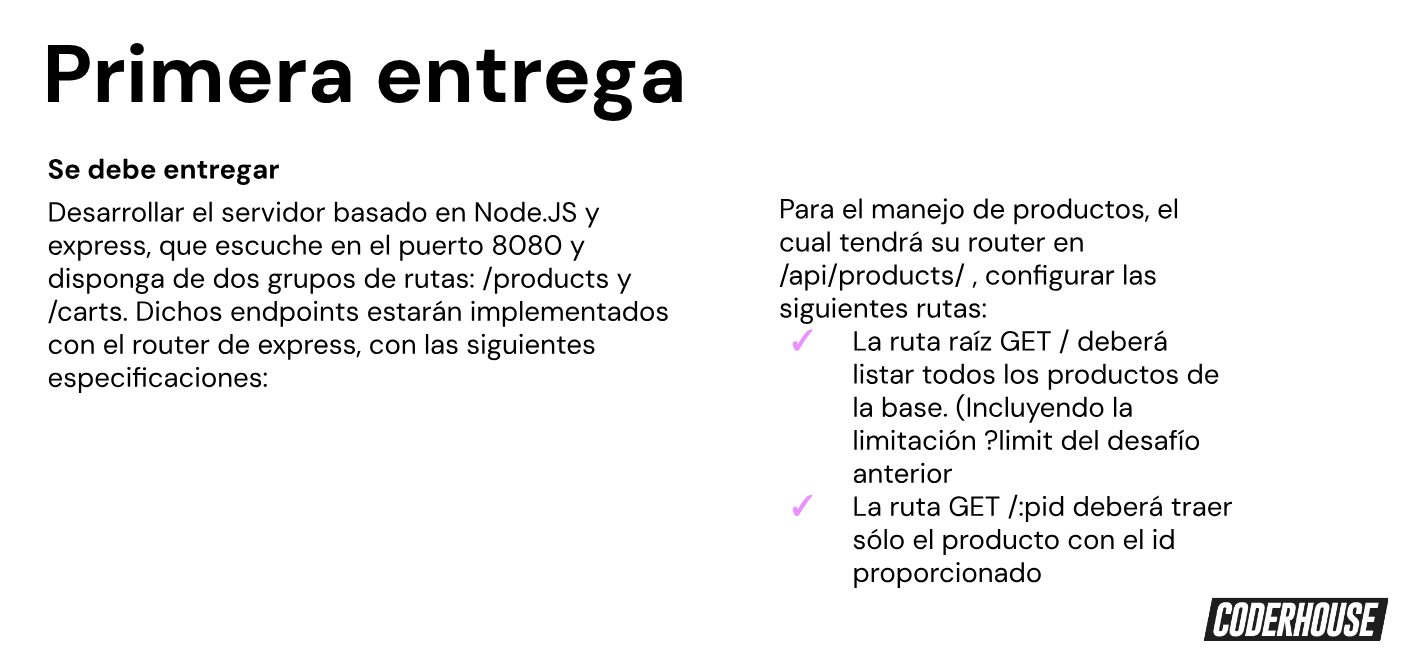 Primera entrega
Se debe entregar
Desarrollar el servidor basado en Node.JS y
express, que escuche en el puerto 8080 y
disponga de dos grupos de rutas: /products y
/carts. Dichos endpoints estarán implementados
con el router de express, con las siguientes
especificaciones:
Para el manejo de productos, el
cual tendrá su router en
/api/products/ , configurar las
siguientes rutas:
✓ La ruta raíz GET / deberá
listar todos los productos de
la base. (Incluyendo la
limitación ?limit del desafío
anterior
✓ La ruta GET /:pid deberá traer
sólo el producto con el id
proporcionado
CODERHOUSE